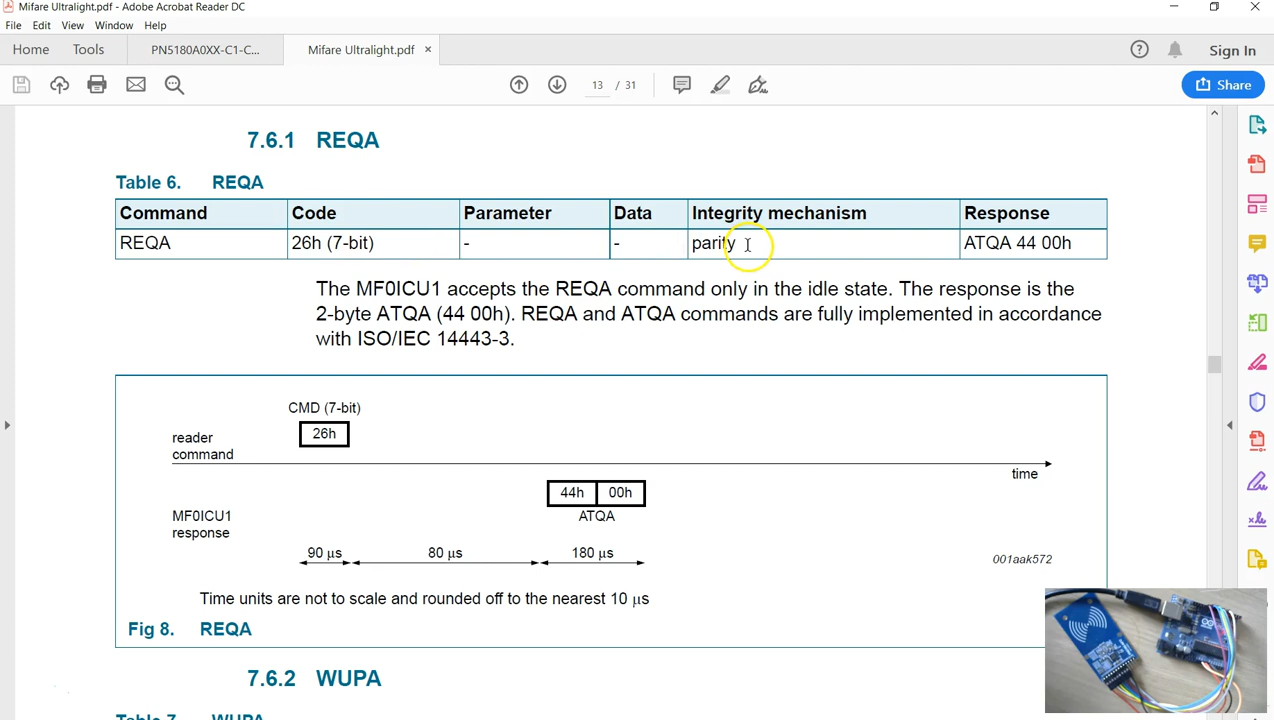 Mifare Ultralight.pdf - Adobe Acrobat Reader DC
File Edit View Window Help
Home Tools PN5180A0XX-C1-C... Mifare Ultralight.pdf × Sign In
13 / 31 Share
7.6.1 REQA
Table 6. REQA
Command Code Parameter Data Integrity mechanism Response
REQA 26h (7-bit) - - parity ATQA 44 00h
The MF0ICU1 accepts the REQA command only in the idle state. The response is the
2-byte ATQA (44 00h). REQA and ATQA commands are fully implemented in accordance
with ISO/IEC 14443-3.
CMD (7-bit)
26h
reader
command
time
44h 00h
ATQA
MF0ICU1
response
90 μs 80 μs 180 μs
001aak572
Time units are not to scale and rounded off to the nearest 10 μs
Fig 8. REQA
7.6.2 WUPA
Table 7. WUPA